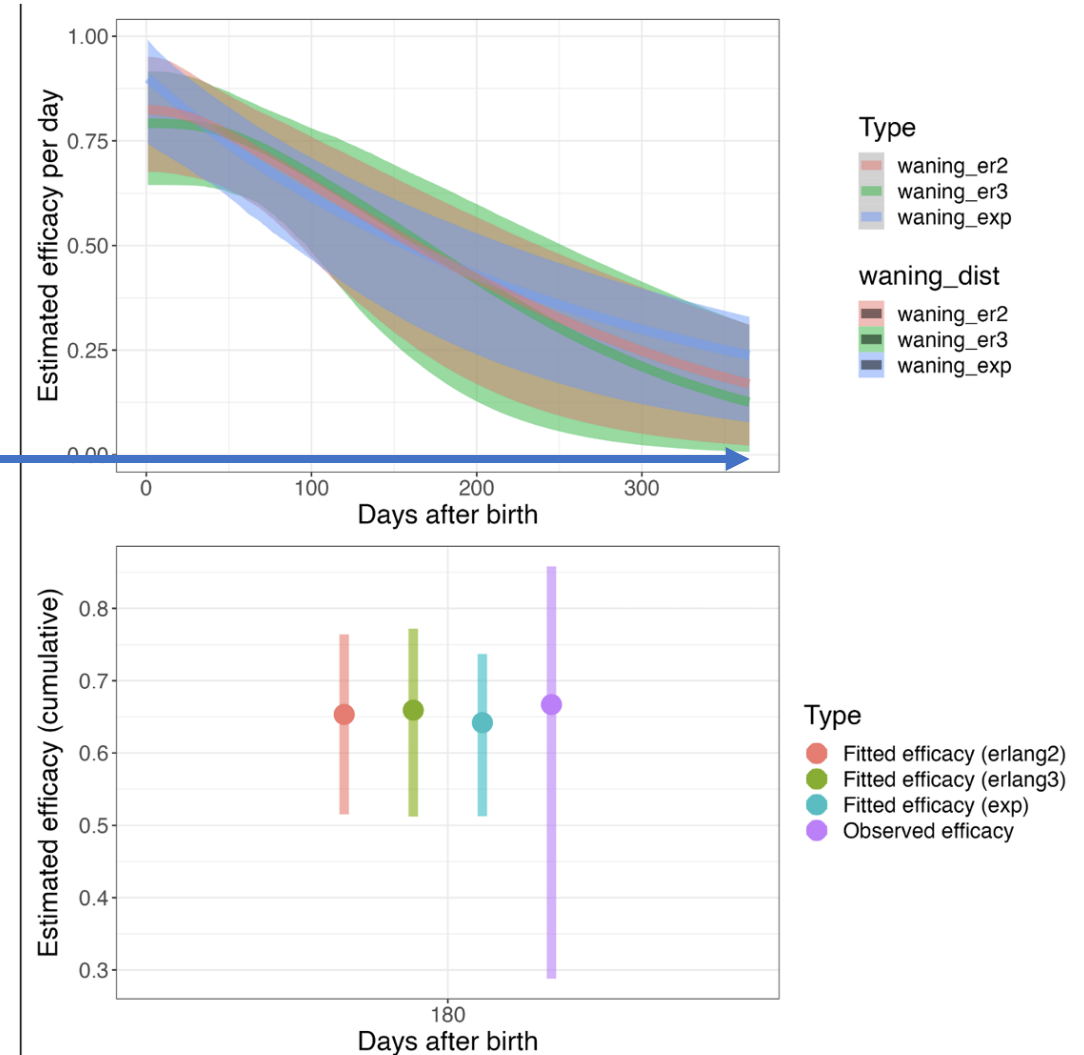 Estimated efficacy per day
1.00
0.75
0.50
0.25
0.00
0 100 200 300
Days after birth
Type
waning_er2
waning_er3
waning_exp
waning_dist
waning_er2
waning_er3
waning_exp
Estimated efficacy (cumulative)
0.8
0.7
0.6
0.5
0.4
0.3
180
Days after birth
Type
Fitted efficacy (erlang2)
Fitted efficacy (erlang3)
Fitted efficacy (exp)
Observed efficacy